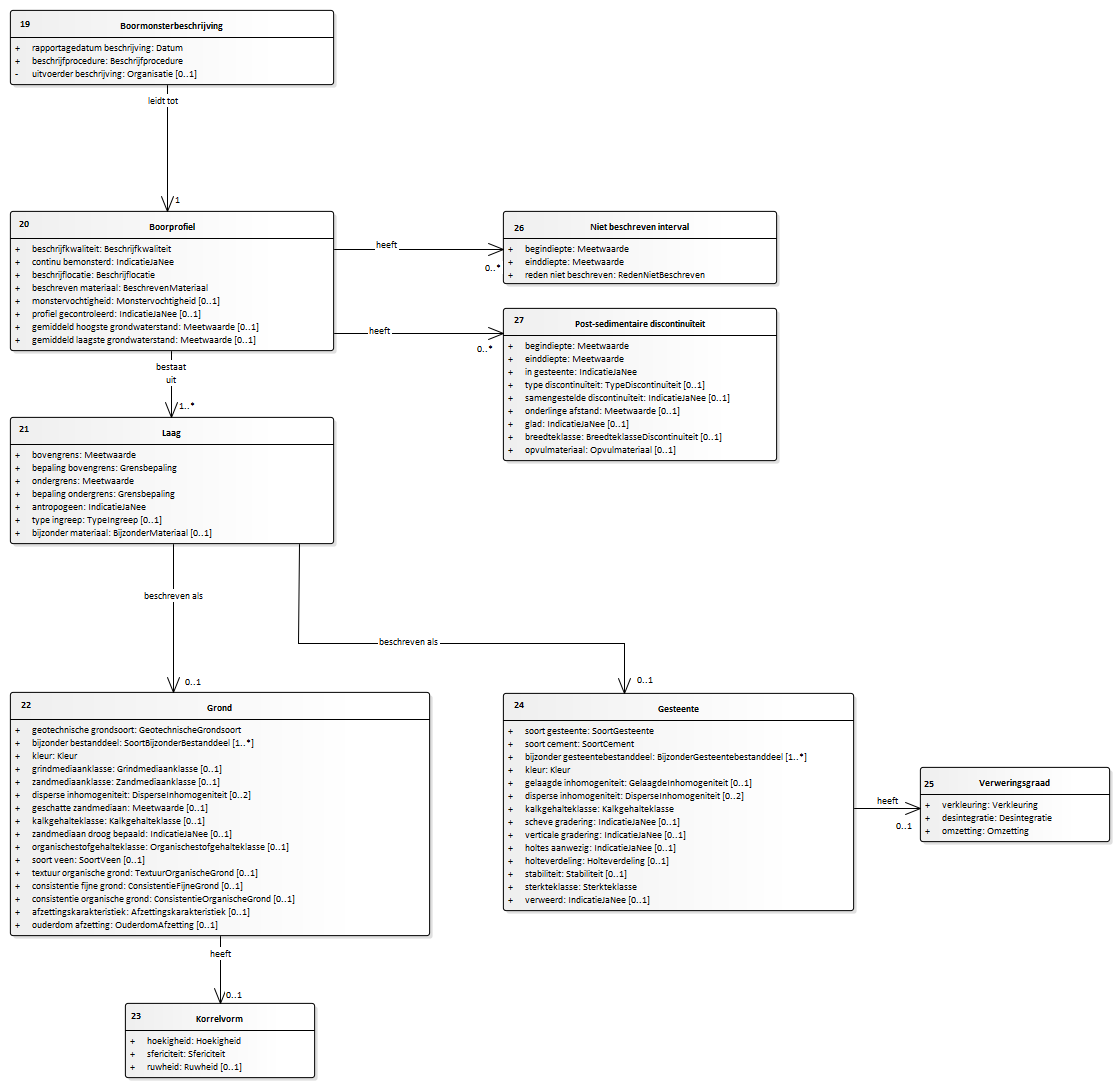 19
Boormonsterbeschrijving
+ rapportagedatum beschrijving: Datum
+ beschrijfprocedure: Beschrijfprocedure
- uitvoerder beschrijving: Organisatie [0..1]
leidt tot
1
20
Boorprofiel
+ beschrijfkwaliteit: Beschrijfkwaliteit
+ continu bemonsterd: IndicatieJaNee
+ beschrijflocatie: Beschrijflocatie
+ beschreven materiaal: BeschrevenMateriaal
+ monstervochtigheid: Monstervochtigheid [0..1]
+ profiel gecontroleerd: IndicatieJaNee [0..1]
+ gemiddeld hoogste grondwaterstand: Meetwaarde [0..1]
+ gemiddeld laagste grondwaterstand: Meetwaarde [0..1]
heeft
0..*
26
Niet beschreven interval
+ begindiepte: Meetwaarde
+ einddiepte: Meetwaarde
+ reden niet beschreven: RedenNietBeschreven
heeft
0..*
27
Post-sedimentaire discontinuïteit
+ begindiepte: Meetwaarde
+ einddiepte: Meetwaarde
+ in gesteente: IndicatieJaNee
+ type discontinuïteit: TypeDiscontinuïteit [0..1]
+ samengestelde discontinuïteit: IndicatieJaNee [0..1]
+ onderlinge afstand: Meetwaarde [0..1]
+ glad: IndicatieJaNee [0..1]
+ breedteklasse: BreedteklasseDiscontinuïteit [0..1]
+ opvulmateriaal: Opvulmateriaal [0..1]
bestaat
uit
1..*
21
Laag
+ bovengrens: Meetwaarde
+ bepaling bovengrens: Grensbepaling
+ ondergrens: Meetwaarde
+ bepaling ondergrens: Grensbepaling
+ antropogeen: IndicatieJaNee
+ type ingreep: TypeIngreep [0..1]
+ bijzonder materiaal: BijzonderMateriaal [0..1]
beschreven als
0..1
beschreven als
0..1
22
Grond
+ geotechnische grondsoort: GeotechnischeGrondsoort
+ bijzonder bestanddeel: SoortBijzonderBestanddeel [1..*]
+ kleur: Kleur
+ grindmediaanklasse: Grindmediaanklasse [0..1]
+ zandmediaanklasse: Zandmediaanklasse [0..1]
+ disperse inhomogeniteit: DisperseInhomogeniteit [0..2]
+ geschatte zandmediaan: Meetwaarde [0..1]
+ kalkgehalteklasse: Kalkgehalteklasse [0..1]
+ zandmediaan droog bepaald: IndicatieJaNee [0..1]
+ organischestofgehalteklasse: Organischestofgehalteklasse [0..1]
+ soort veen: SoortVeen [0..1]
+ textuur organische grond: TextuurOrganischeGrond [0..1]
+ consistentie fijne grond: ConsistentieFijneGrond [0..1]
+ consistentie organische grond: ConsistentieOrganischeGrond [0..1]
+ afzettingskarakteristiek: Afzettingskarakteristiek [0..1]
+ ouderdom afzetting: OuderdomAfzetting [0..1]
24
Gesteente
+ soort gesteente: SoortGesteente
+ soort cement: SoortCement
+ bijzonder gesteentebestanddeel: BijzonderGesteentebestanddeel [1..*]
+ kleur: Kleur
+ gelaagde inhomogeniteit: GelaagdeInhomogeniteit [0..1]
+ disperse inhomogeniteit: DisperseInhomogeniteit [0..2]
+ kalkgehalteklasse: Kalkgehalteklasse
+ scheve gradering: IndicatieJaNee [0..1]
+ verticale gradering: IndicatieJaNee [0..1]
+ holtes aanwezig: IndicatieJaNee [0..1]
+ holteverdeling: Holteverdeling [0..1]
+ stabiliteit: Stabiliteit [0..1]
+ sterkteklasse: Sterkteklasse
+ verweerd: IndicatieJaNee [0..1]
heeft
0..1
25
Verweringsgraad
+ verkleuring: Verkleuring
+ desintegratie: Desintegratie
+ omzetting: Omzetting
heeft
0..1
23
Korrelvorm
+ hoekigheid: Hoekigheid
+ sfericiteit: Sfericiteit
+ ruwheid: Ruwheid [0..1]